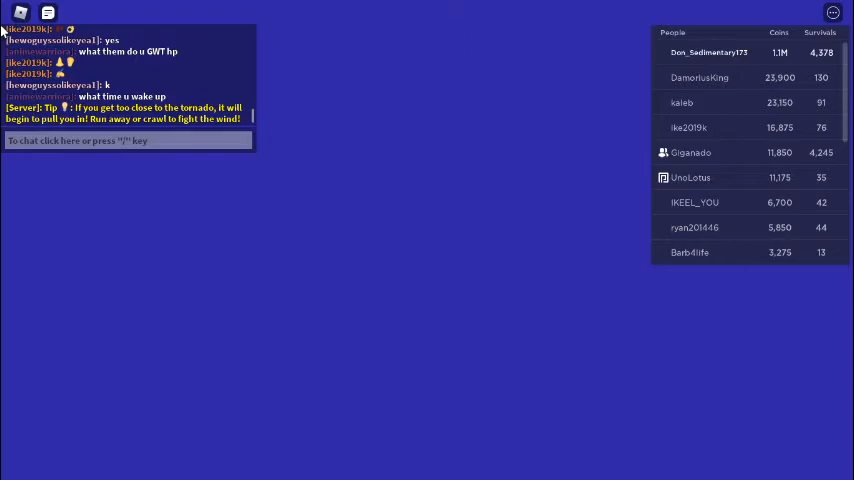 [ike2019k]:
[hewoguyssolikeyea1]: yes
[animewarriora]: what them do u GWT hp
[ike2019k]: 👃👂
[ike2019k]: ✍
[hewoguyssolikeyea1]: k
[animewarriora]: what time u wake up
[Server]: Tip 💡: If you get too close to the tornado, it will
begin to pull you in! Run away or crawl to fight the wind!
To chat click here or press "/" key
People Coins Survivals
Don_Sedimentary173 1.1M 4,378
DamoriusKing 23,900 130
kaleb 23,150 91
ike2019k 16,875 76
Giganado 11,850 4,245
UnoLotus 11,175 35
IKEEL_YOU 6,700 42
ryan201446 5,850 44
Barb4life 3,275 13